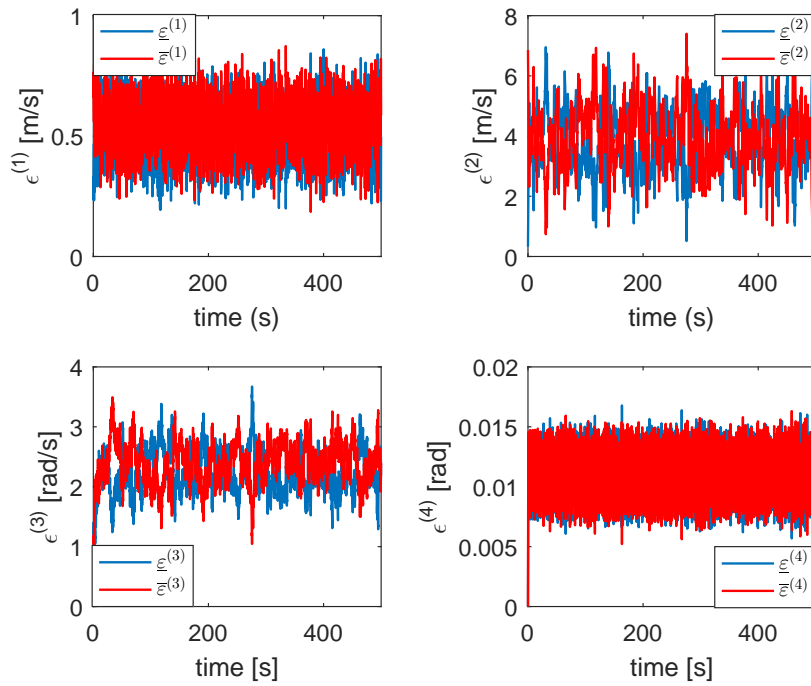 1
0.5
0
0 200 400
time (s)
ϵ⁽¹⁾ [m/s]
ε̲⁽¹⁾
ε̅⁽¹⁾
8
6
4
2
0
0 200 400
time (s)
ϵ⁽²⁾ [m/s]
ε̲⁽²⁾
ε̅⁽²⁾
4
3
2
1
0
0 200 400
time [s]
ϵ⁽³⁾ [rad/s]
ε̲⁽³⁾
ε̅⁽³⁾
0.02
0.015
0.01
0.005
0
0 200 400
time [s]
ϵ⁽⁴⁾ [rad]
ε̲⁽⁴⁾
ε̅⁽⁴⁾